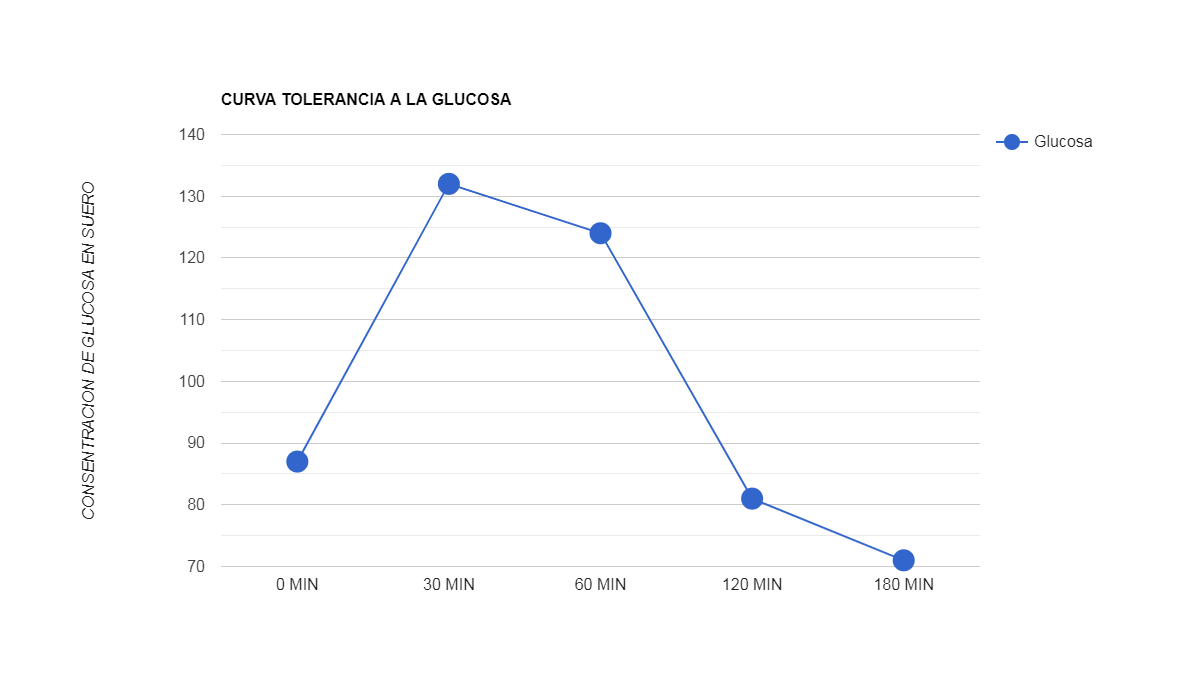 CURVA TOLERANCIA A LA GLUCOSA
Glucosa
CONSENTRACION DE GLUCOSA EN SUERO
140
130
120
110
100
90
80
70
0 MIN
30 MIN
60 MIN
120 MIN
180 MIN